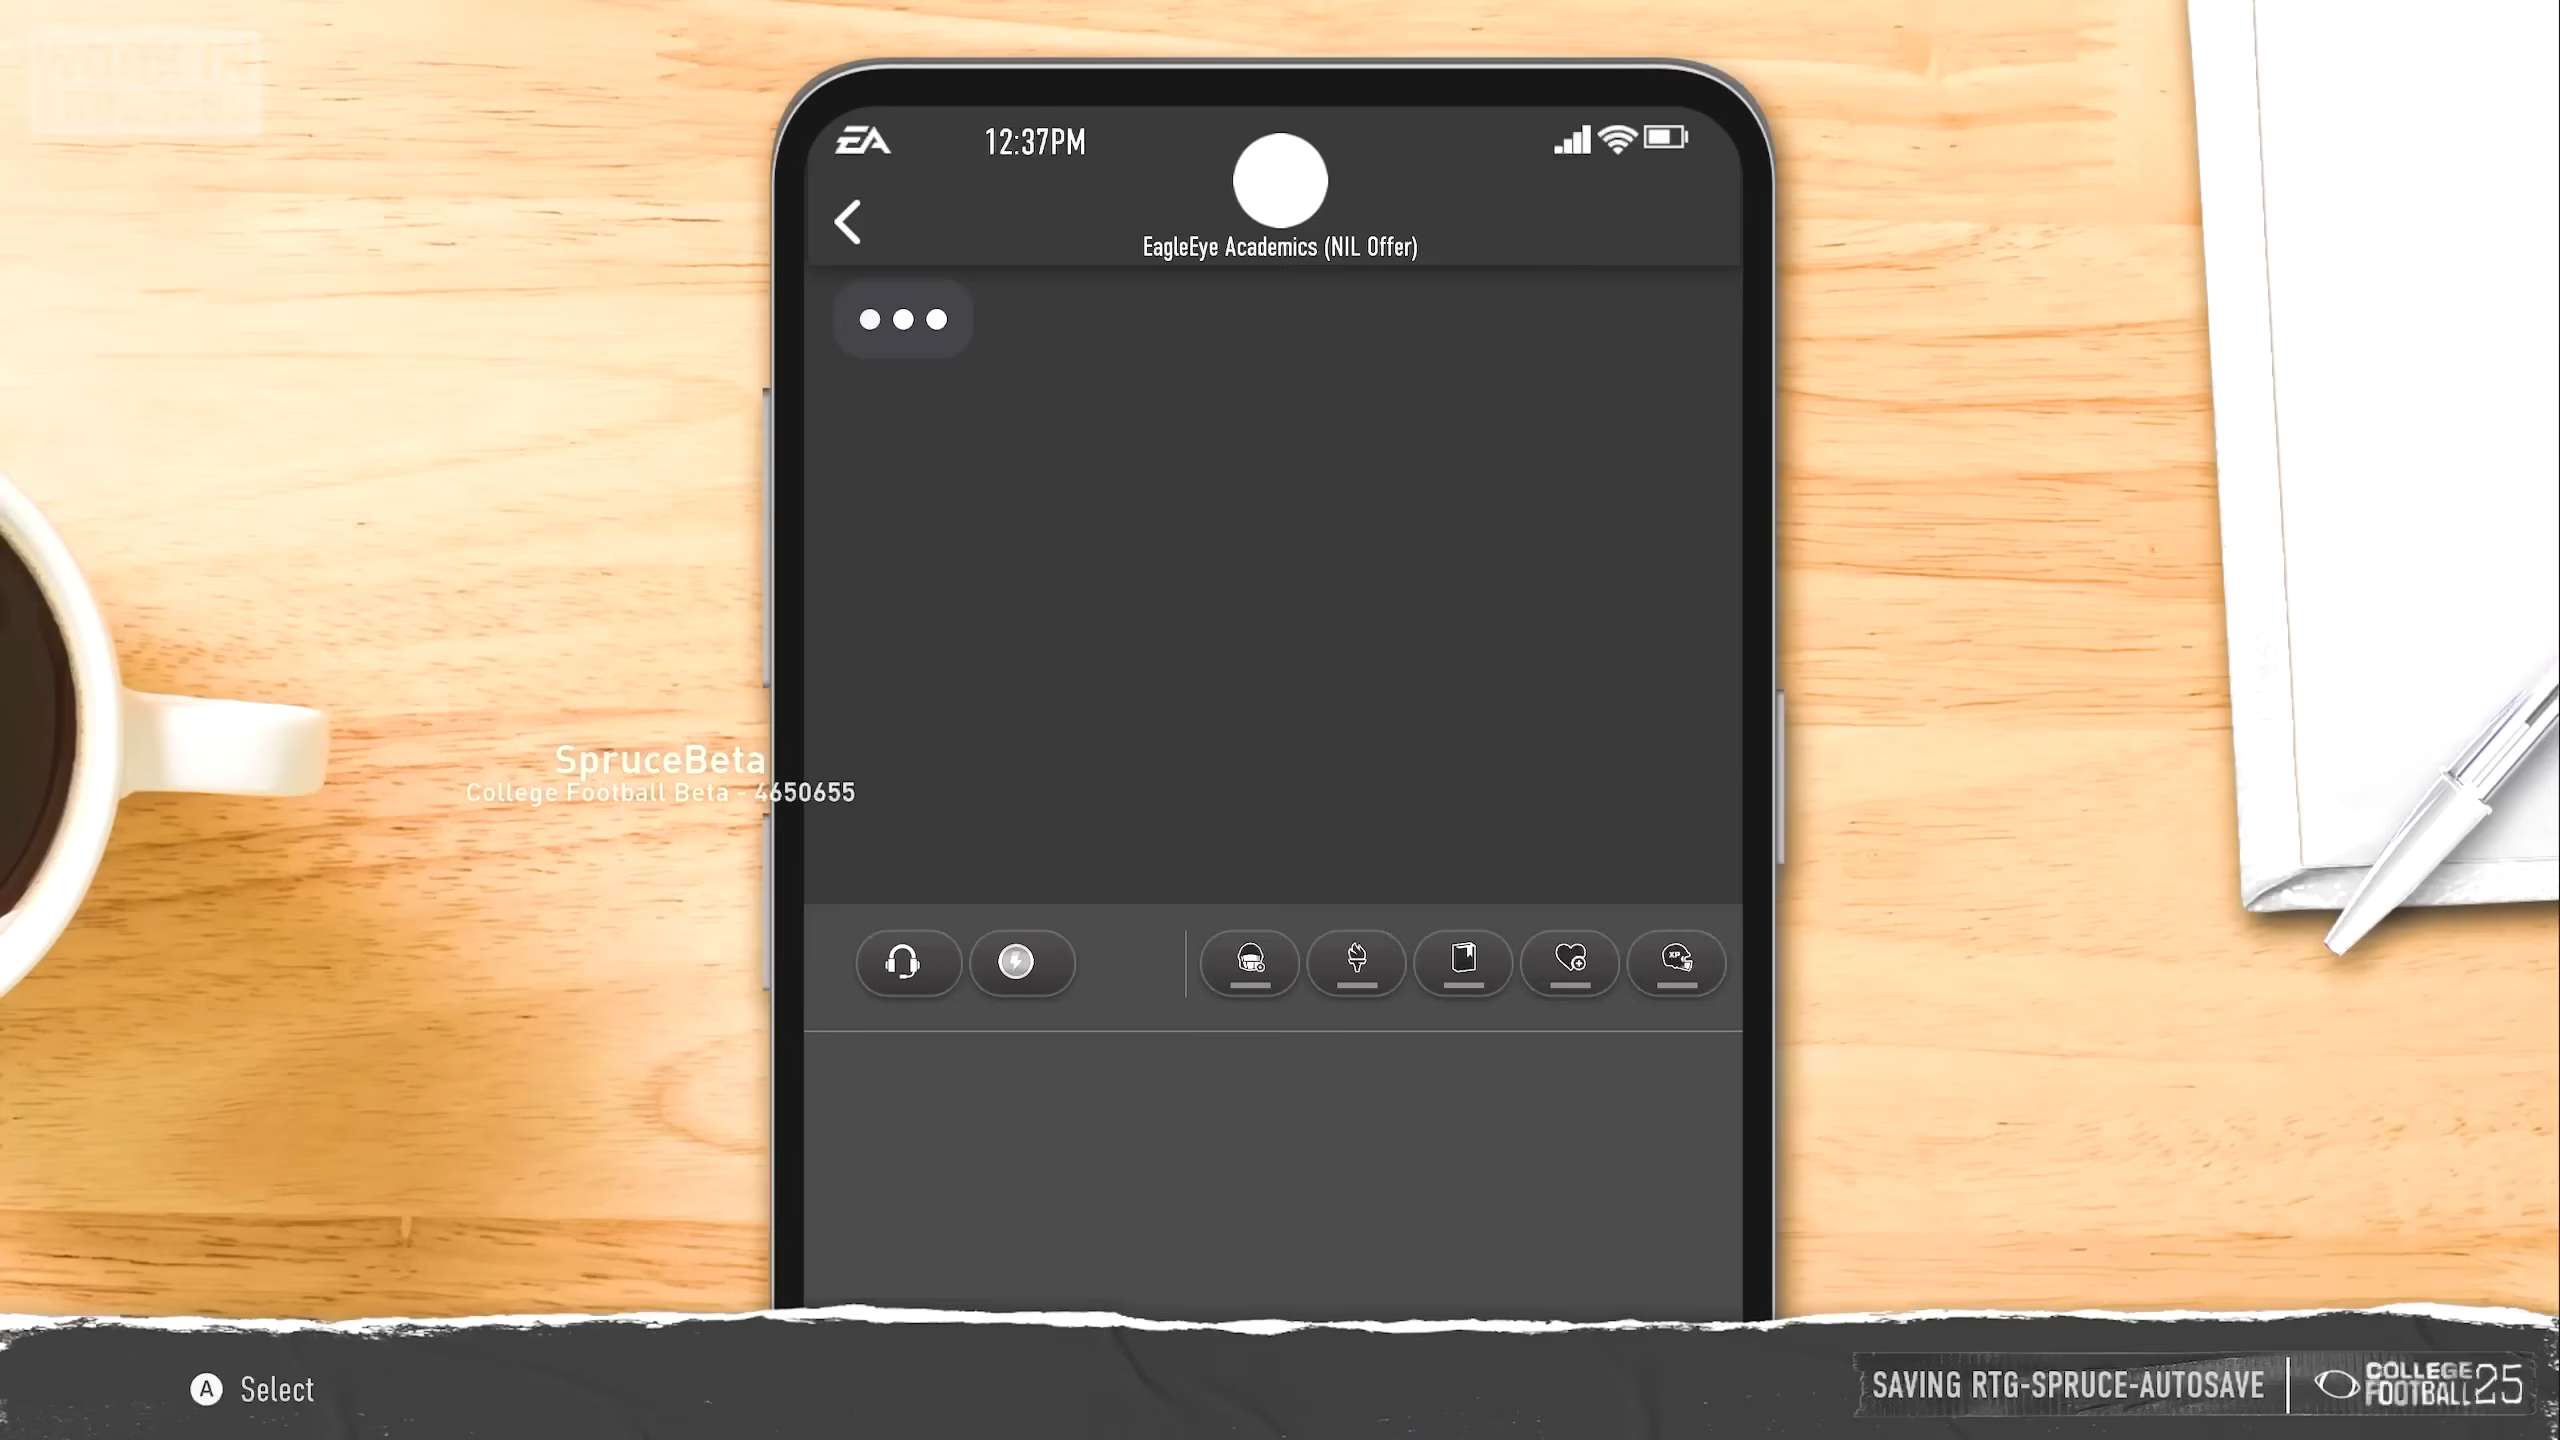 EA
12:37PM
EagleEye Academics (NIL Offer)
SpruceBeta
College Football Beta - 4650655
XP
A Select
SAVING RTG-SPRUCE-AUTOSAVE
COLLEGE
FOOTBALL 25